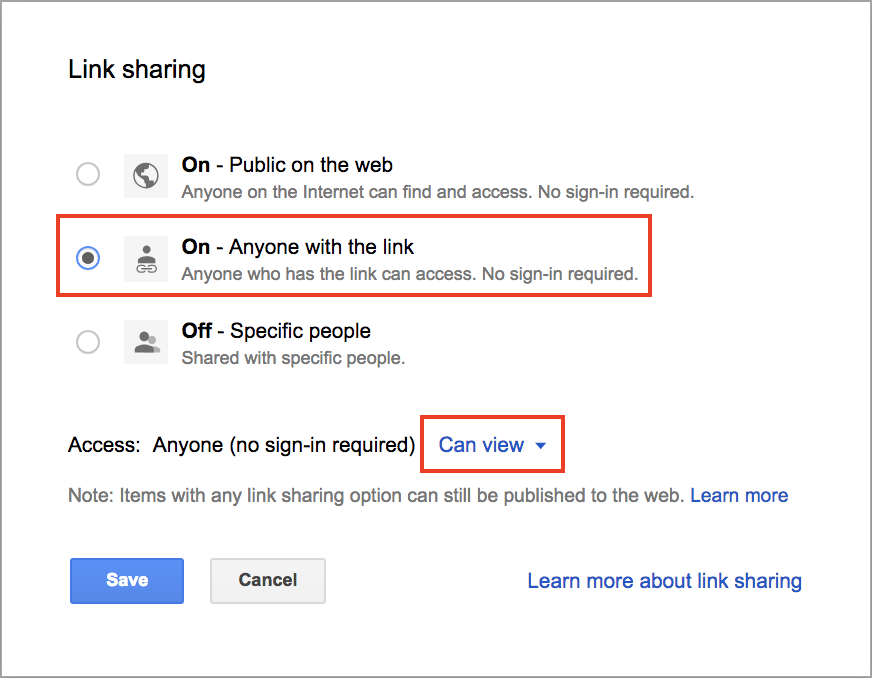 Link sharing
On - Public on the web
Anyone on the Internet can find and access. No sign-in required.
On - Anyone with the link
Anyone who has the link can access. No sign-in required.
Off - Specific people
Shared with specific people.
Access: Anyone (no sign-in required) Can view
Note: Items with any link sharing option can still be published to the web. Learn more
Save Cancel Learn more about link sharing